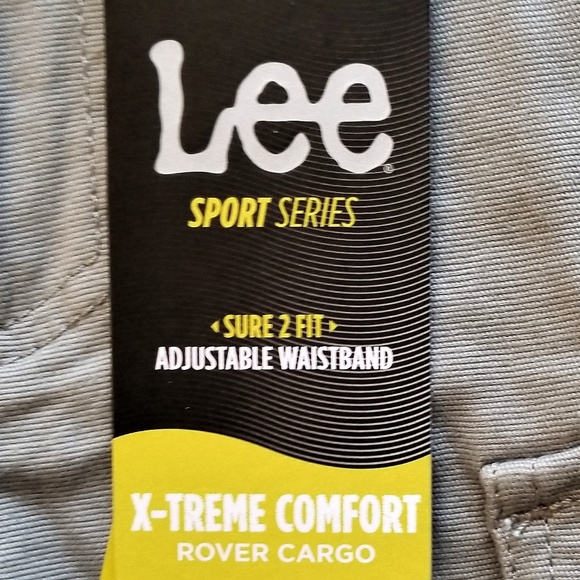 Lee®
SPORT SERIES
SURE 2 FIT
ADJUSTABLE WAISTBAND
X-TREME COMFORT
ROVER CARGO